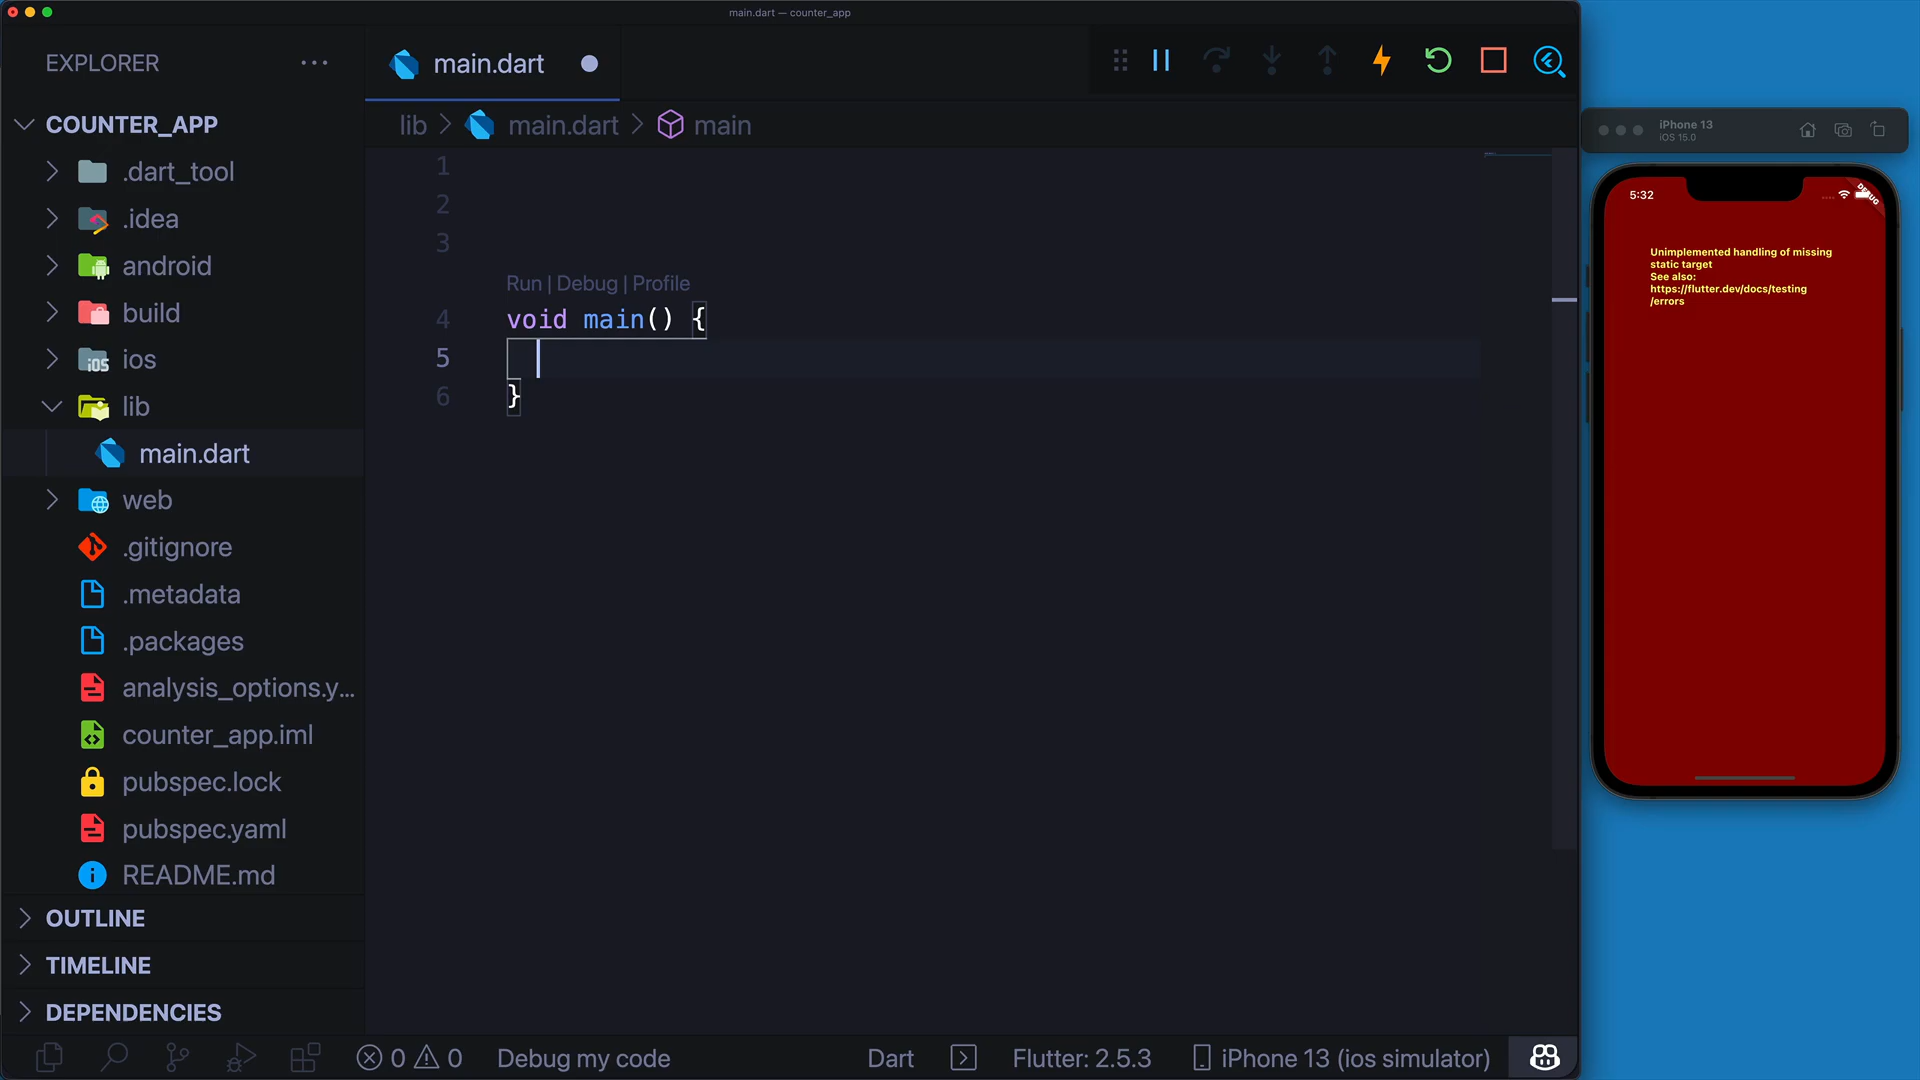 main.dart — counter_app
EXPLORER
main.dart
COUNTER_APP
lib > main.dart > main
.dart_tool
.idea
android
build
ios
lib
main.dart
web
.gitignore
.metadata
.packages
analysis_options.y...
counter_app.iml
pubspec.lock
pubspec.yaml
README.md
OUTLINE
TIMELINE
DEPENDENCIES
1
2
3
Run | Debug | Profile
4 void main() {
5
6 }
iPhone 13
iOS 15.0
5:32
DEBUG
Unimplemented handling of missing
static target
See also:
https://flutter.dev/docs/testing
/errors
0 0 Debug my code Dart Flutter: 2.5.3 iPhone 13 (ios simulator)